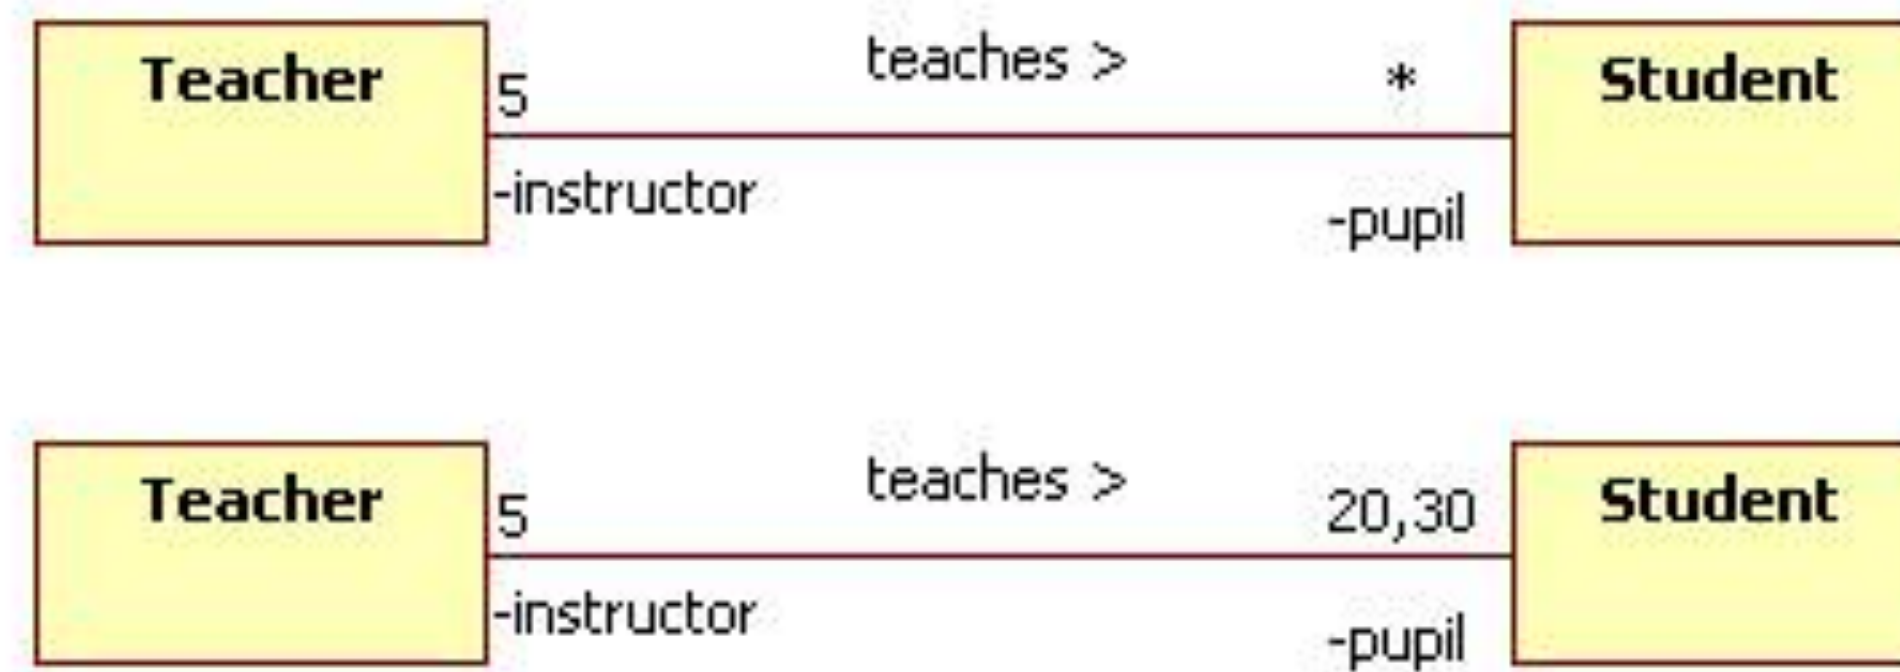 Teacher
5
teaches >
*
Student
-instructor
-pupil
Teacher
5
teaches >
20,30
Student
-instructor
-pupil